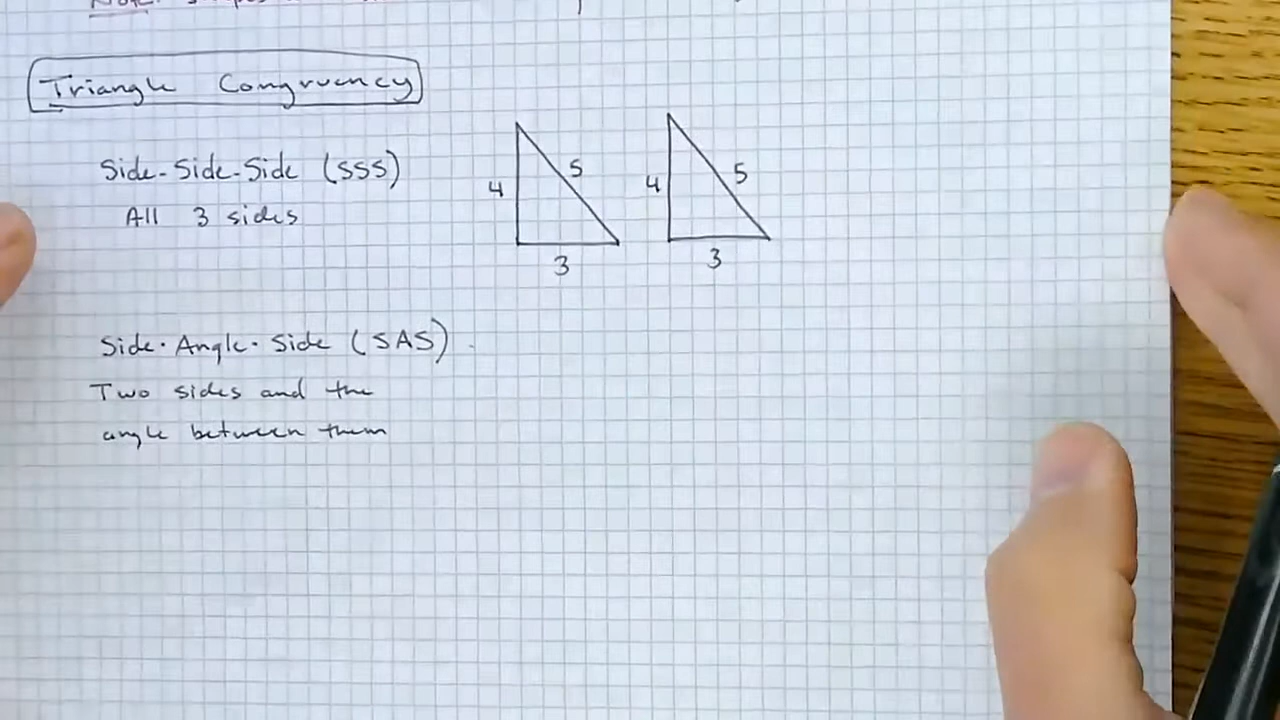 Note:
Triangle Congruency
Side-Side-Side (SSS)
All 3 sides
4
5
3
4
5
3
Side-Angle-Side (SAS)
Two sides and the
angle between them